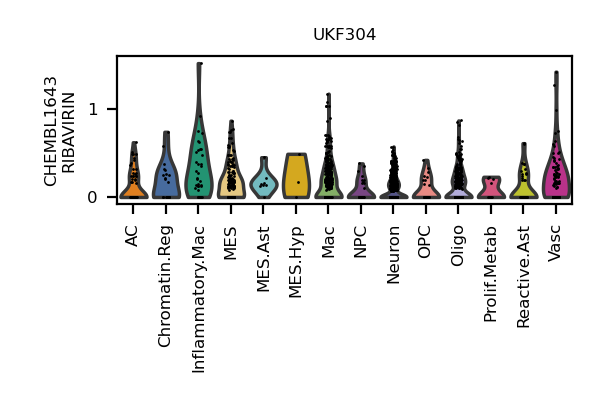 UKF304
CHEMBL1643
RIBAVIRIN
1
0
AC
Chromatin.Reg
Inflammatory.Mac
MES
MES.Ast
MES.Hyp
Mac
NPC
Neuron
OPC
Oligo
Prolif.Metab
Reactive.Ast
Vasc